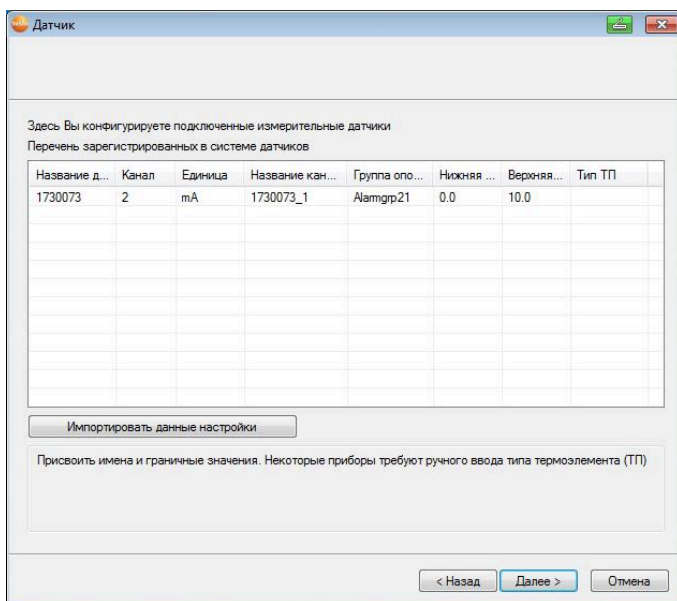 Датчик
Здесь Вы конфигурируете подключенные измерительные датчики
Перечень зарегистрированных в системе датчиков
Название д... Канал Единица Название кан... Группа опо... Нижняя ... Верхняя... Тип ТП
1730073 2 mA 1730073_1 Alarmgrp21 0.0 10.0
Импортировать данные настройки
Присвоить имена и граничные значения. Некоторые приборы требуют ручного ввода типа термоэлемента (ТП)
< Назад Далее > Отмена